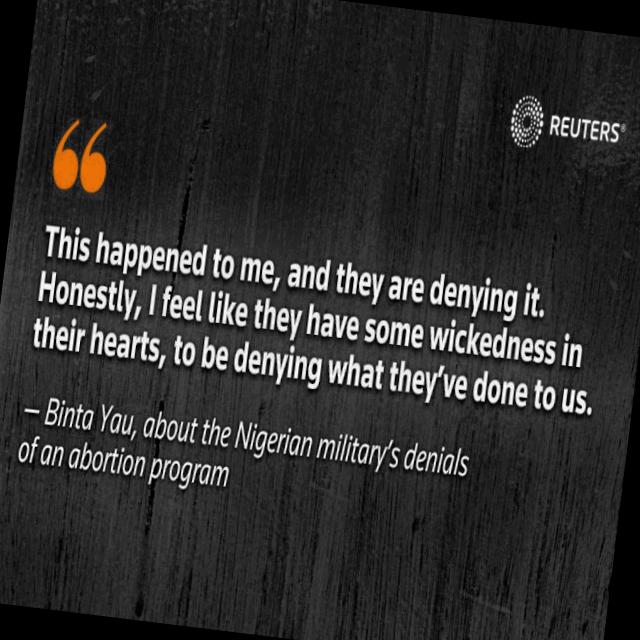 REUTERS®
This happened to me, and they are denying it.
Honestly, I feel like they have some wickedness in
their hearts, to be denying what they've done to us.
– Binta Yau, about the Nigerian military's denials
of an abortion program